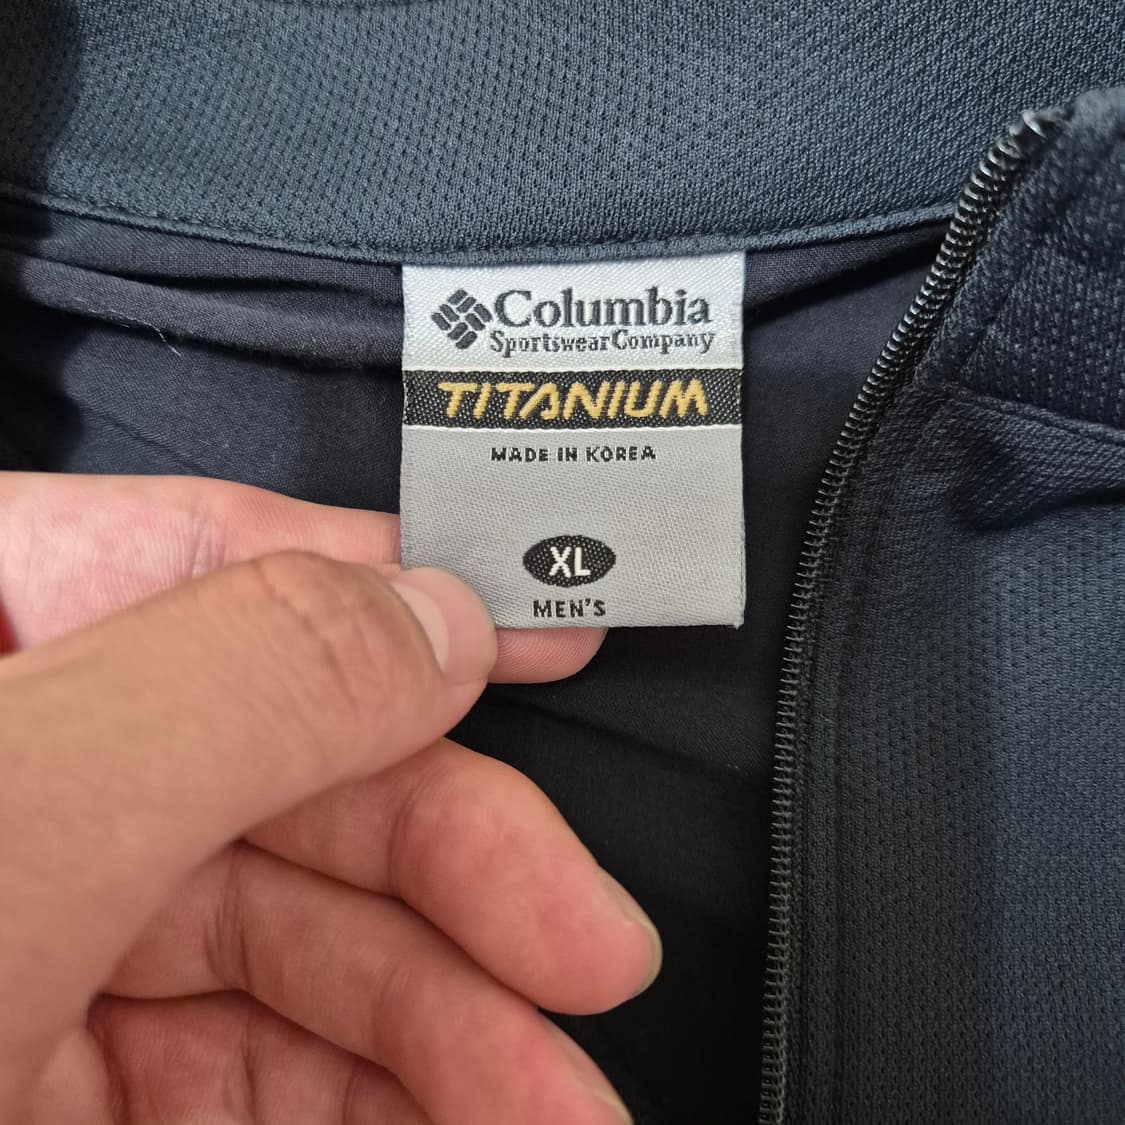 Columbia
Sportswear Company
TITANIUM
MADE IN KOREA
XL
MEN'S